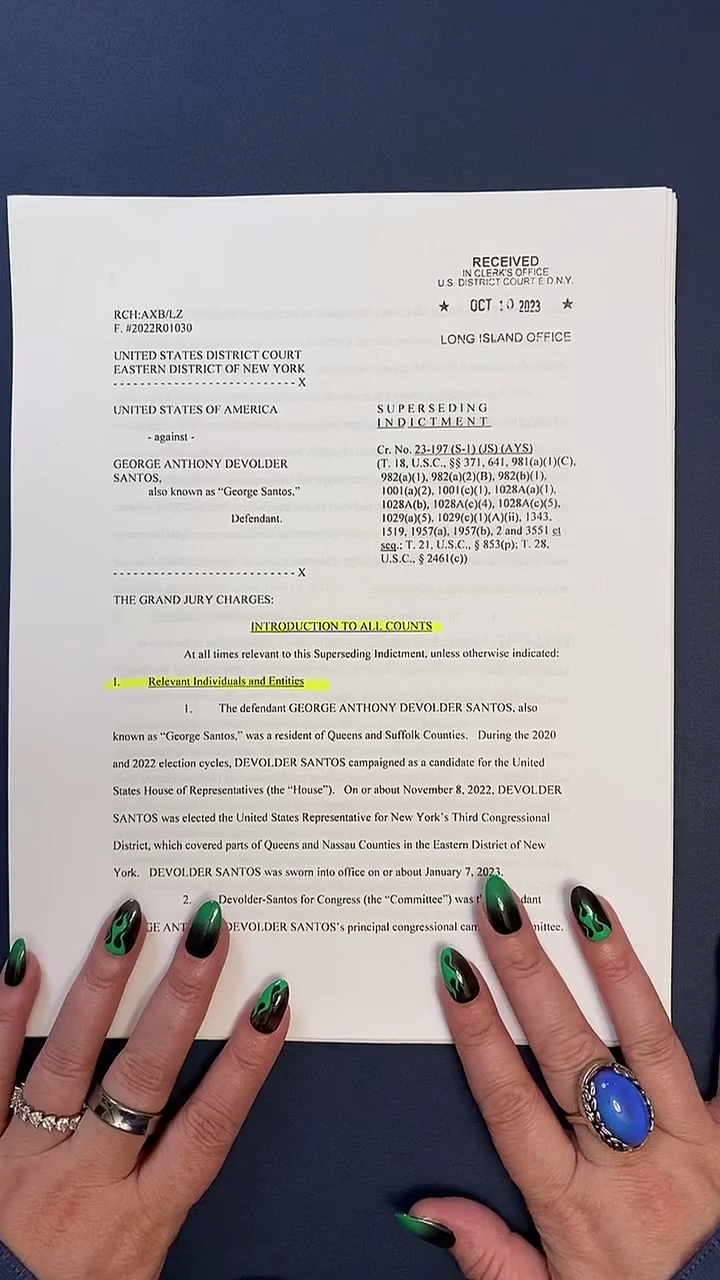 RECEIVED
IN CLERK'S OFFICE
U.S. DISTRICT COURT E.D.N.Y.
★ OCT 10 2023 ★
LONG ISLAND OFFICE
RCH:AXB/LZ
F. #2022R01030
UNITED STATES DISTRICT COURT
EASTERN DISTRICT OF NEW YORK
- - - - - - - - - - - - - - - - - - - - - - - - - - - X
UNITED STATES OF AMERICA
- against -
GEORGE ANTHONY DEVOLDER
SANTOS,
also known as “George Santos,”
Defendant.
- - - - - - - - - - - - - - - - - - - - - - - - - - - X
SUPERSEDING
INDICTMENT
Cr. No. 23-197 (S-1) (JS) (AYS)
(T. 18, U.S.C., §§ 371, 641, 981(a)(1)(C),
982(a)(1), 982(a)(2)(B), 982(b)(1),
1001(a)(2), 1001(c)(1), 1028A(a)(1),
1028A(b), 1028A(c)(4), 1028A(c)(5),
1029(a)(5), 1029(c)(1)(A)(ii), 1343,
1519, 1957(a), 1957(b), 2 and 3551 et
seq.; T. 21, U.S.C., § 853(p); T. 28,
U.S.C., § 2461(c))
THE GRAND JURY CHARGES:
INTRODUCTION TO ALL COUNTS
At all times relevant to this Superseding Indictment, unless otherwise indicated:
I. Relevant Individuals and Entities
1. The defendant GEORGE ANTHONY DEVOLDER SANTOS, also
known as “George Santos,” was a resident of Queens and Suffolk Counties. During the 2020
and 2022 election cycles, DEVOLDER SANTOS campaigned as a candidate for the United
States House of Representatives (the “House”). On or about November 8, 2022, DEVOLDER
SANTOS was elected the United States Representative for New York’s Third Congressional
District, which covered parts of Queens and Nassau Counties in the Eastern District of New
York. DEVOLDER SANTOS was sworn into office on or about January 7, 2023.
2. Devolder-Santos for Congress (the “Committee”) was
DEVOLDER SANTOS’s principal congressional